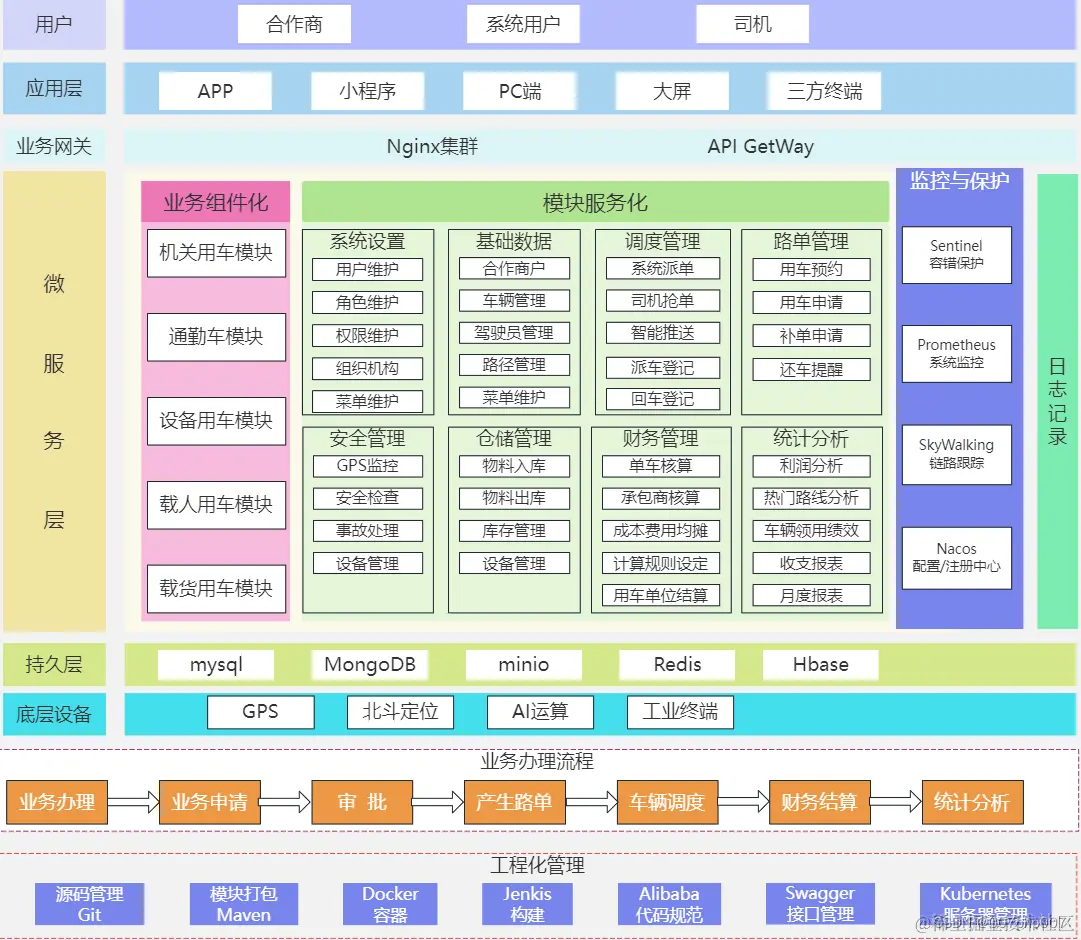 用户
合作商
系统用户
司机
应用层
APP
小程序
PC端
大屏
三方终端
业务网关
Nginx集群
API GetWay
微
服
务
层
业务组件化
机关用车模块
通勤车模块
设备用车模块
载人用车模块
载货用车模块
模块服务化
系统设置
用户维护
角色维护
权限维护
组织机构
菜单维护
基础数据
合作商户
车辆管理
驾驶员管理
路径管理
菜单维护
调度管理
系统派单
司机抢单
智能推送
派车登记
回车登记
路单管理
用车预约
用车申请
补单申请
还车提醒
安全管理
GPS监控
安全检查
事故处理
设备管理
仓储管理
物料入库
物料出库
库存管理
设备管理
财务管理
单车核算
承包商核算
成本费用均摊
计算规则设定
用车单位结算
统计分析
利润分析
热门路线分析
车辆领用绩效
收支报表
月度报表
监控与保护
Sentinel
容错保护
Prometheus
系统监控
SkyWalking
链路跟踪
Nacos
配置/注册中心
日
志
记
录
持久层
mysql
MongoDB
minio
Redis
Hbase
底层设备
GPS
北斗定位
AI运算
工业终端
业务办理流程
业务办理
业务申请
审 批
产生路单
车辆调度
财务结算
统计分析
工程化管理
源码管理
Git
模块打包
Maven
Docker
容器
Jenkis
构建
Alibaba
代码规范
Swagger
接口管理
Kubernetes
服务器管理